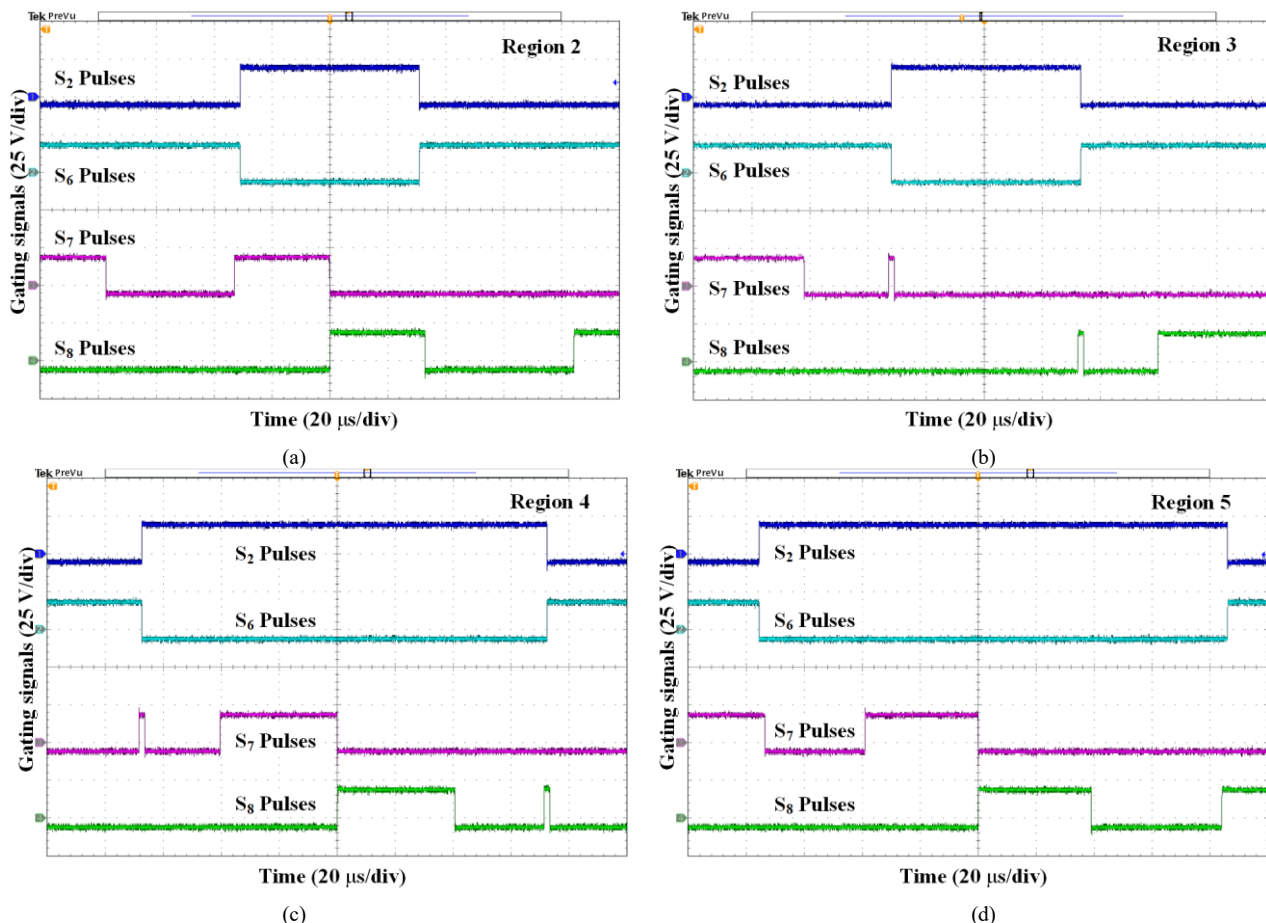 Tek PreVu
Region 2
S2 Pulses
S6 Pulses
S7 Pulses
S8 Pulses
Gating signals (25 V/div)
Time (20 μs/div)
(a)
Tek PreVu
Region 3
S2 Pulses
S6 Pulses
S7 Pulses
S8 Pulses
Gating signals (25 V/div)
Time (20 μs/div)
(b)
Tek PreVu
Region 4
S2 Pulses
S6 Pulses
S7 Pulses
S8 Pulses
Gating signals (25 V/div)
Time (20 μs/div)
(c)
Tek PreVu
Region 5
S2 Pulses
S6 Pulses
S7 Pulses
S8 Pulses
Gating signals (25 V/div)
Time (20 μs/div)
(d)